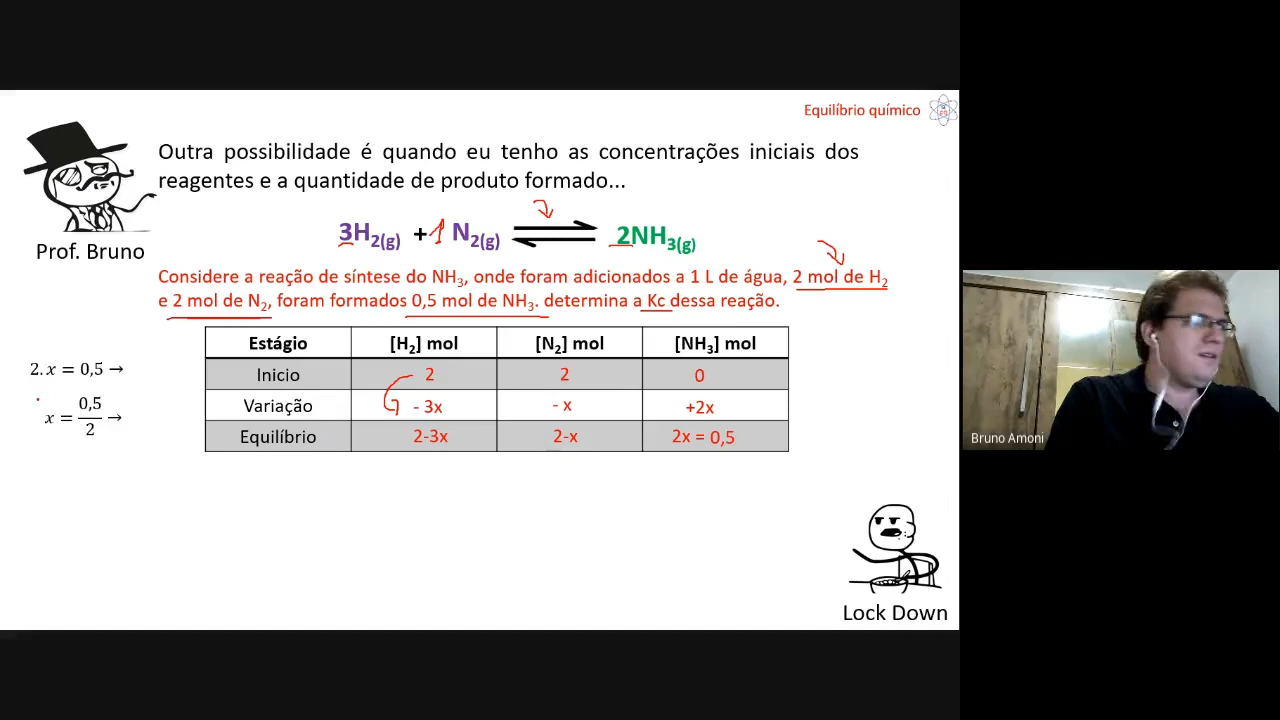 Equilíbrio químico
Outra possibilidade é quando eu tenho as concentrações iniciais dos
reagentes e a quantidade de produto formado...
3H2(g) + 1 N2(g) ⇌ 2NH3(g)
Prof. Bruno
Considere a reação de síntese do NH3, onde foram adicionados a 1 L de água, 2 mol de H2
e 2 mol de N2, foram formados 0,5 mol de NH3. determina a Kc dessa reação.
Estágio [H2] mol [N2] mol [NH3] mol
Inicio 2 2 0
Variação - 3x - x +2x
Equilíbrio 2-3x 2-x 2x = 0,5
2. x = 0,5 →
x = 0,5/2 →
Bruno Amoni
Lock Down